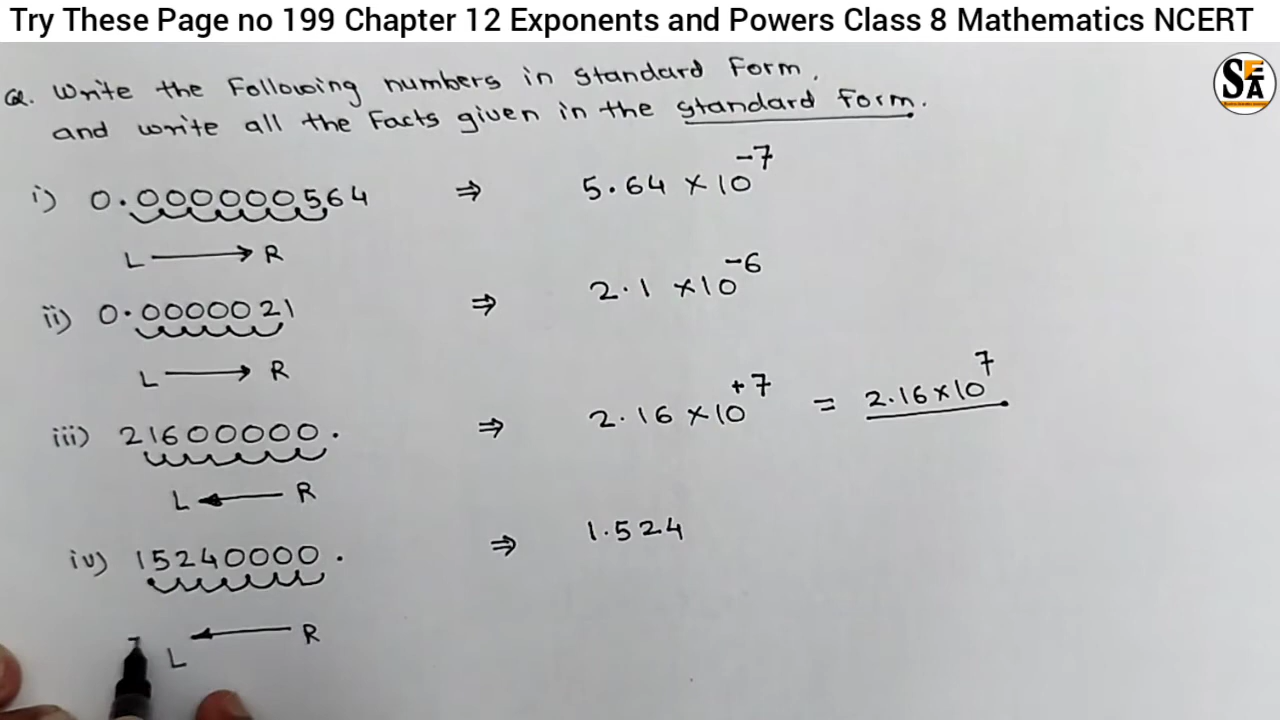 Try These Page no 199 Chapter 12 Exponents and Powers Class 8 Mathematics NCERT
Q. Write the Following numbers in standard form,
and write all the Facts given in the standard form.
i) 0.000000564 ⇒ 5.64 × 10⁻⁷
L → R
ii) 0.0000021 ⇒ 2.1 × 10⁻⁶
L → R
iii) 21600000. ⇒ 2.16 × 10⁺⁷ = 2.16 × 10⁷
L ← R
iv) 15240000. ⇒ 1.524
L ← R